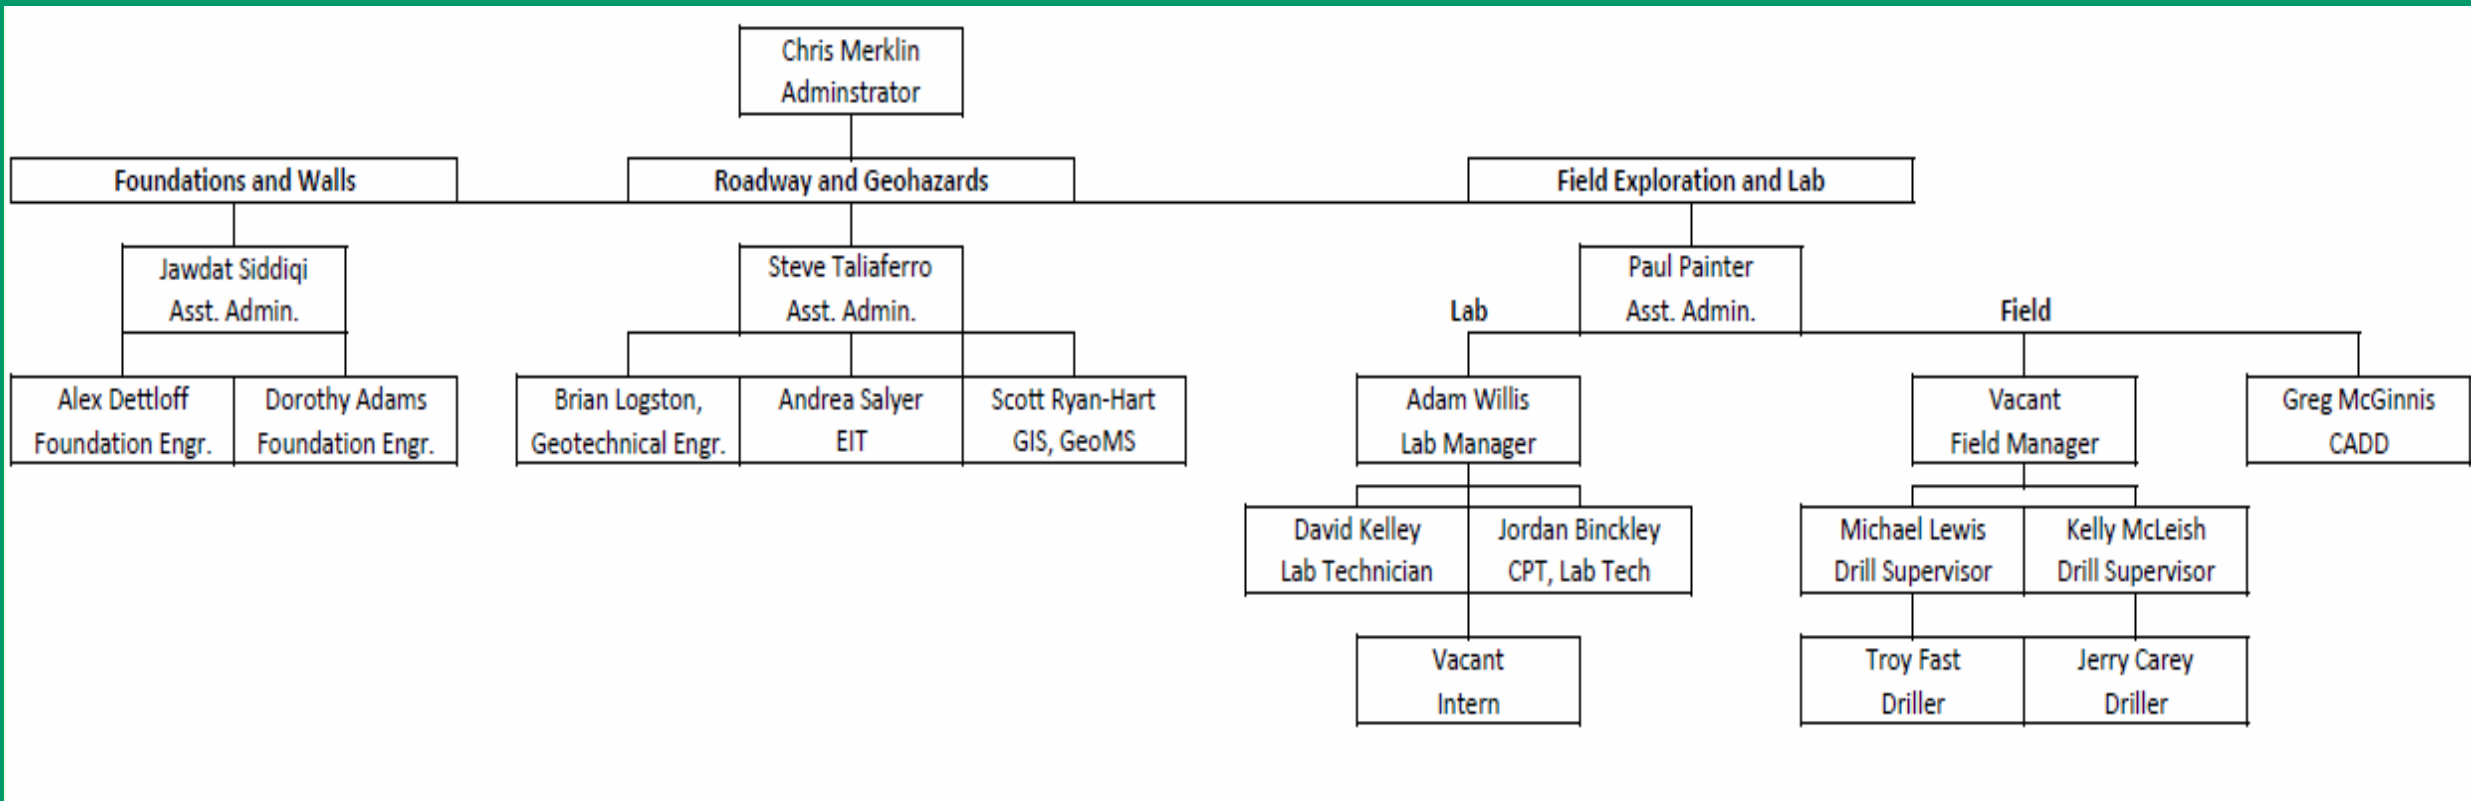 Chris Merklin
Adminstrator
Foundations and Walls
Roadway and Geohazards
Field Exploration and Lab
Jawdat Siddiqi
Asst. Admin.
Steve Taliaferro
Asst. Admin.
Paul Painter
Asst. Admin.
Lab
Field
Alex Dettloff
Foundation Engr.
Dorothy Adams
Foundation Engr.
Brian Logston,
Geotechnical Engr.
Andrea Salyer
EIT
Scott Ryan-Hart
GIS, GeoMS
Adam Willis
Lab Manager
Vacant
Field Manager
Greg McGinnis
CADD
David Kelley
Lab Technician
Jordan Binckley
CPT, Lab Tech
Michael Lewis
Drill Supervisor
Kelly McLeish
Drill Supervisor
Vacant
Intern
Troy Fast
Driller
Jerry Carey
Driller